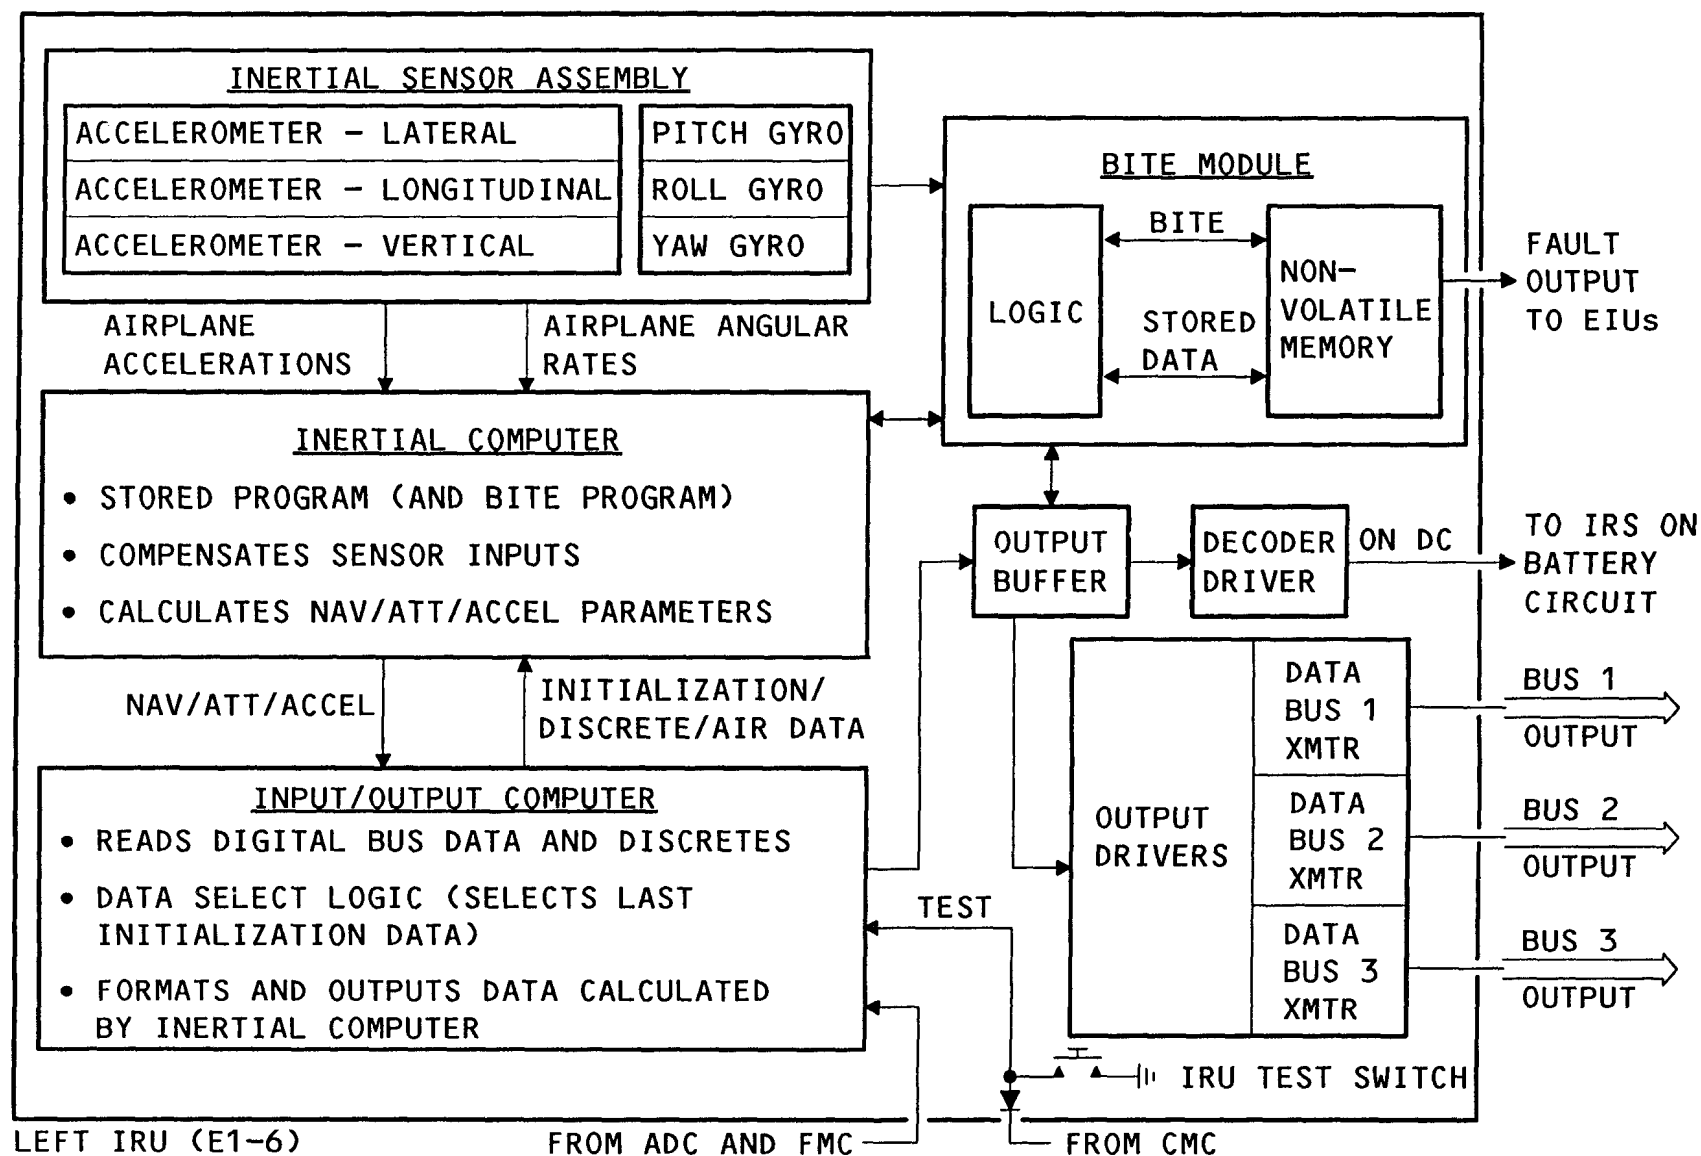 INERTIAL SENSOR ASSEMBLY
ACCELEROMETER – LATERAL
ACCELEROMETER – LONGITUDINAL
ACCELEROMETER – VERTICAL
PITCH GYRO
ROLL GYRO
YAW GYRO
BITE MODULE
LOGIC
BITE
STORED
DATA
NON–
VOLATILE
MEMORY
FAULT
OUTPUT
TO EIUs
AIRPLANE
ACCELERATIONS
AIRPLANE ANGULAR
RATES
INERTIAL COMPUTER
• STORED PROGRAM (AND BITE PROGRAM)
• COMPENSATES SENSOR INPUTS
• CALCULATES NAV/ATT/ACCEL PARAMETERS
OUTPUT
BUFFER
DECODER
DRIVER
ON DC
TO IRS ON
BATTERY
CIRCUIT
NAV/ATT/ACCEL
INITIALIZATION/
DISCRETE/AIR DATA
INPUT/OUTPUT COMPUTER
• READS DIGITAL BUS DATA AND DISCRETES
• DATA SELECT LOGIC (SELECTS LAST
INITIALIZATION DATA)
• FORMATS AND OUTPUTS DATA CALCULATED
BY INERTIAL COMPUTER
TEST
OUTPUT
DRIVERS
DATA
BUS 1
XMTR
DATA
BUS 2
XMTR
DATA
BUS 3
XMTR
BUS 1
OUTPUT
BUS 2
OUTPUT
BUS 3
OUTPUT
IRU TEST SWITCH
LEFT IRU (E1–6)
FROM ADC AND FMC
FROM CMC